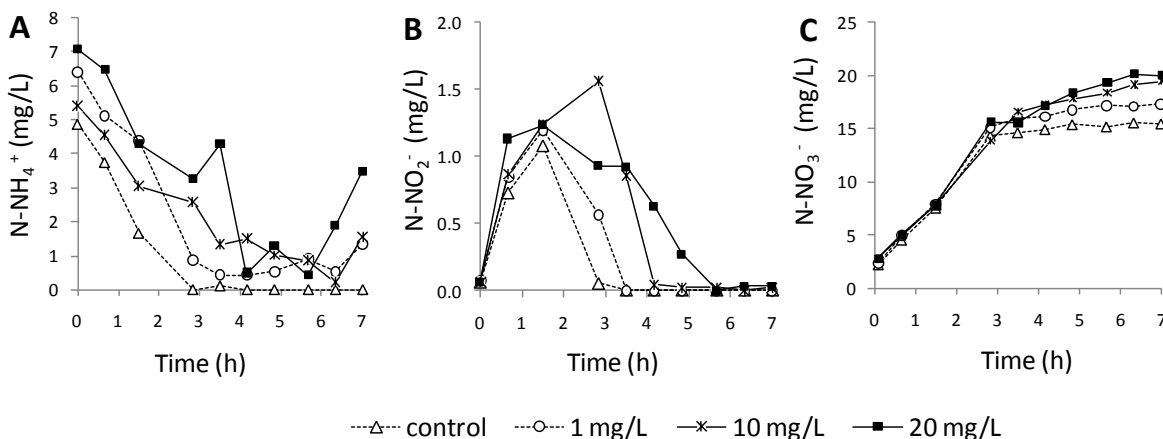 A
B
C
N-NH₄⁺ (mg/L)
8
7
6
5
4
3
2
1
0
0 1 2 3 4 5 6 7
Time (h)
N-NO₂⁻ (mg/L)
2.0
1.5
1.0
0.5
0.0
0 1 2 3 4 5 6 7
Time (h)
N-NO₃⁻ (mg/L)
25
20
15
10
5
0
0 1 2 3 4 5 6 7
Time (h)
control 1 mg/L 10 mg/L 20 mg/L